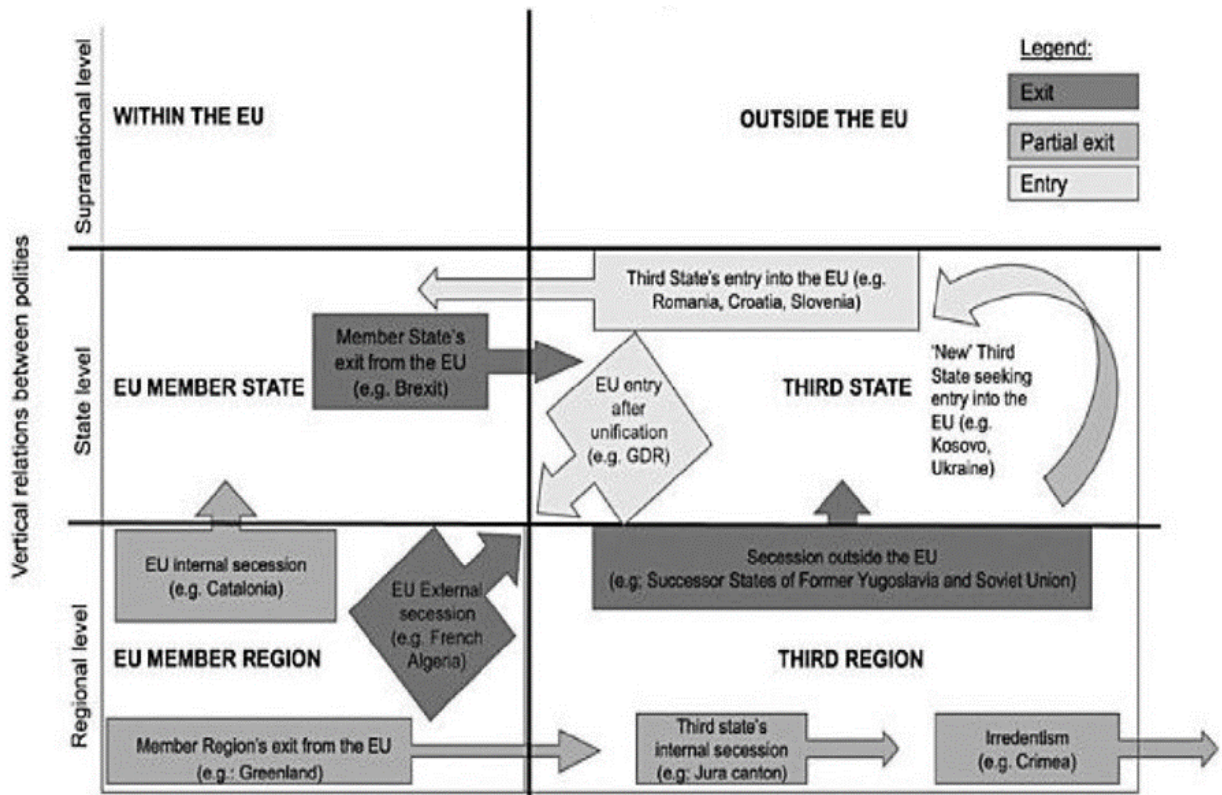 Legend:
Exit
Partial exit
Entry
Vertical relations between polities
Supranational level
WITHIN THE EU
OUTSIDE THE EU
State level
Third State's entry into the EU (e.g.
Romania, Croatia, Slovenia)
Member State's
exit from the EU
(e.g. Brexit)
EU MEMBER STATE
EU entry
after
unification
(e.g. GDR)
THIRD STATE
'New' Third
State seeking
entry into the
EU (e.g.
Kosovo,
Ukraine)
Regional level
EU internal secession
(e.g. Catalonia)
EU External
secession
(e.g. French
Algeria)
Secession outside the EU
(e.g; Successor States of Former Yugoslavia and Soviet Union)
EU MEMBER REGION
THIRD REGION
Member Region's exit from the EU
(e.g.: Greenland)
Third state's
internal secession
(e.g; Jura canton)
Irredentism
(e.g. Crimea)